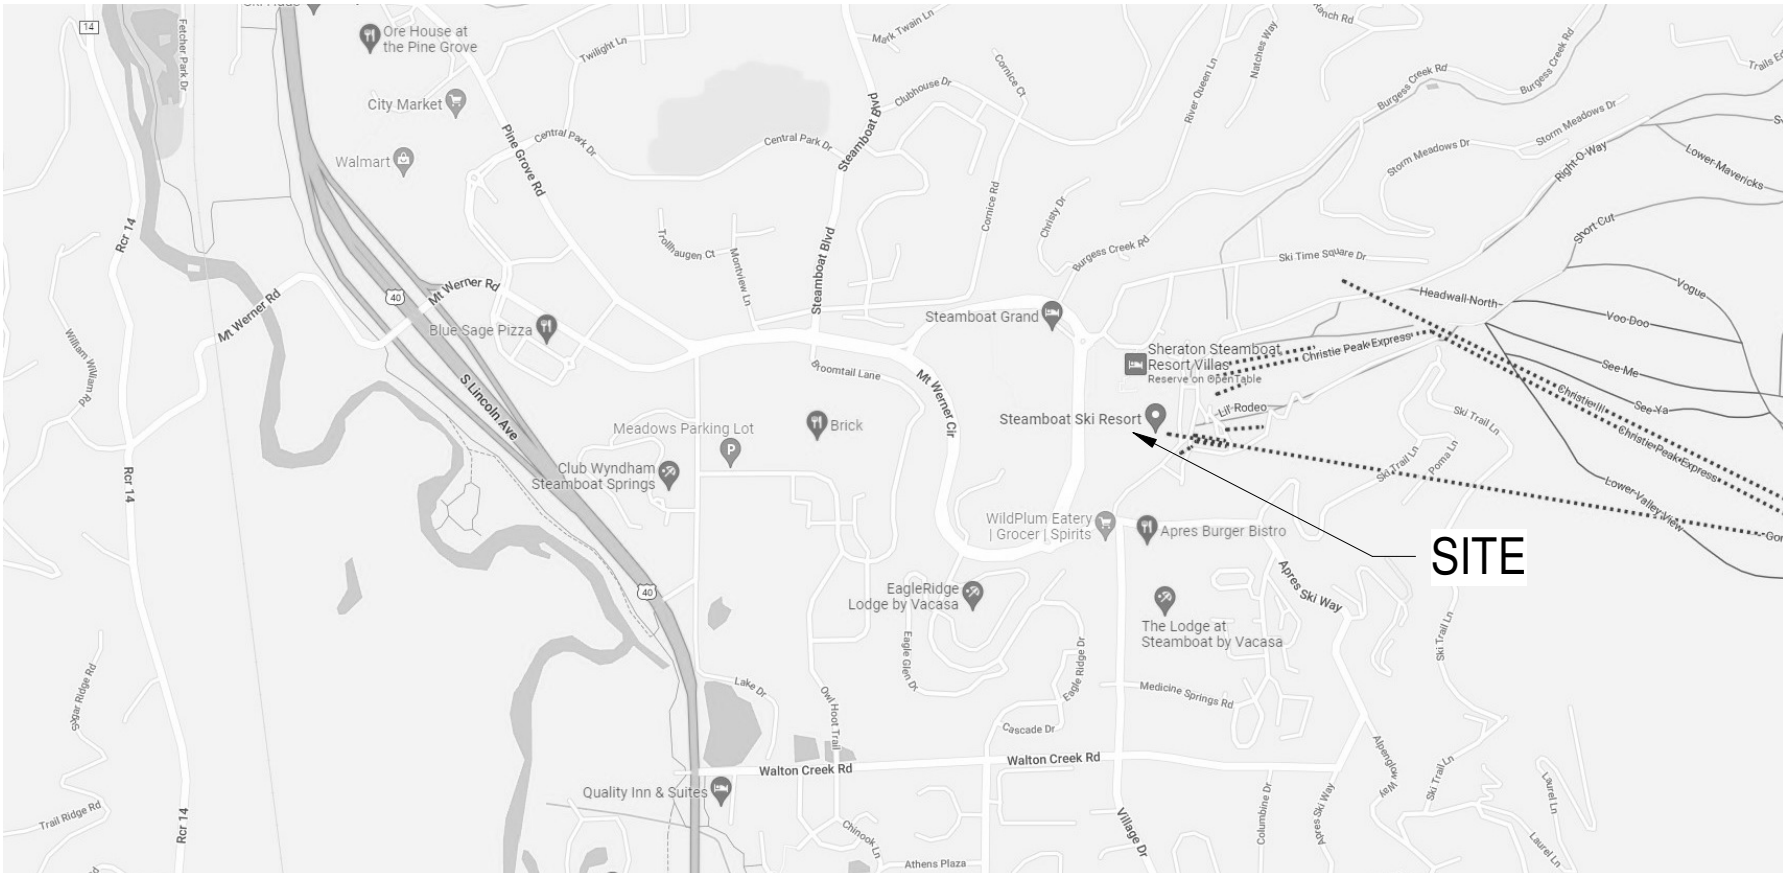 14
Fetcher Park Dr
Ore House at
the Pine Grove
Twilight Ln
Mark Twain Ln
Ranch Rd
Natches Way
Burgess Creek Rd
Trails Ed
City Market
Clubhouse Dr
Cornice Ct
River Queen Ln
Burgess Creek Rd
Storm Meadows Dr
Walmart
Pine Grove Rd
Central Park Dr
Central Park Dr
Steamboat Blvd
Storm Meadows Dr
Right-O-Way
Lower-Mavericks
Rcr 14
Trollhaugen Ct
Montview Ln
Steamboat Blvd
Cornice Rd
Christy Dr
Burgess Creek Rd
Ski Time Square Dr
Short Cut
Mt Werner Rd
40
Mt Werner Rd
Blue Sage Pizza
Steamboat Grand
Headwall-North
Vogue
Voo Doo
William William Rd
Broomtail Lane
Mt Werner Cir
Sheraton Steamboat
Resort Villas
Reserve on OpenTable
Christie Peak Express
See-Me
S Lincoln Ave
Meadows Parking Lot
P
Brick
Steamboat Ski Resort
Lil' Rodeo
Christie-III
See-Ya
Ski Trail Ln
Christie-Peak-Express
Rcr 14
Club Wyndham
Steamboat Springs
Ski Trail Ln
Poma Ln
Lower-Valley-View
Gon
WildPlum Eatery
| Grocer | Spirits
Apres Burger Bistro
SITE
40
EagleRidge
Lodge by Vacasa
Apres Ski Way
The Lodge at
Steamboat by Vacasa
Sugar Ridge Rd
Lake Dr
Owl Hoot Trail
Eagle Glen Dr
Eagle Ridge Dr
Medicine Springs Rd
Ski Trail Ln
Cascade Dr
Walton Creek Rd
Walton Creek Rd
Alpenglow Way
Quality Inn & Suites
Trail Ridge Rd
Rcr 14
Chinook Ln
Athens Plaza
Village Dr
Columbine Dr
Apres Ski Way
Ski Trail Ln
Laurel Ln
Laurel Ln